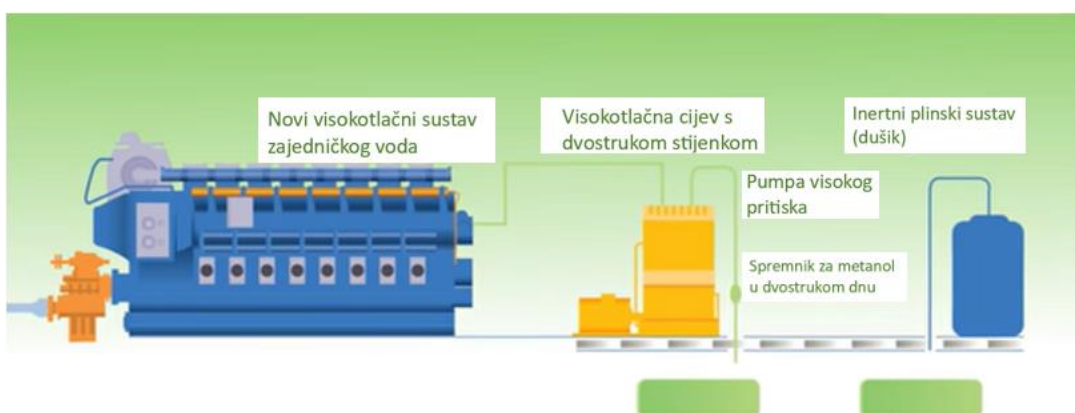 Novi visokotlačni sustav
zajedničkog voda
Visokotlačna cijev s
dvostrukom stijenkom
Inertni plinski sustav
(dušik)
Pumpa visokog
pritiska
Spremnik za metanol
u dvostrukom dnu